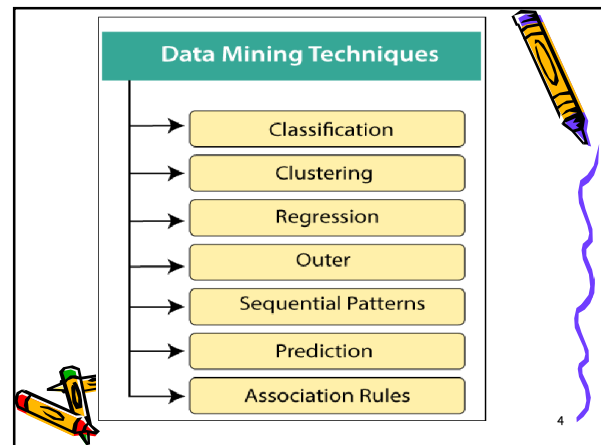 Data Mining Techniques
Classification
Clustering
Regression
Outer
Sequential Patterns
Prediction
Association Rules
4